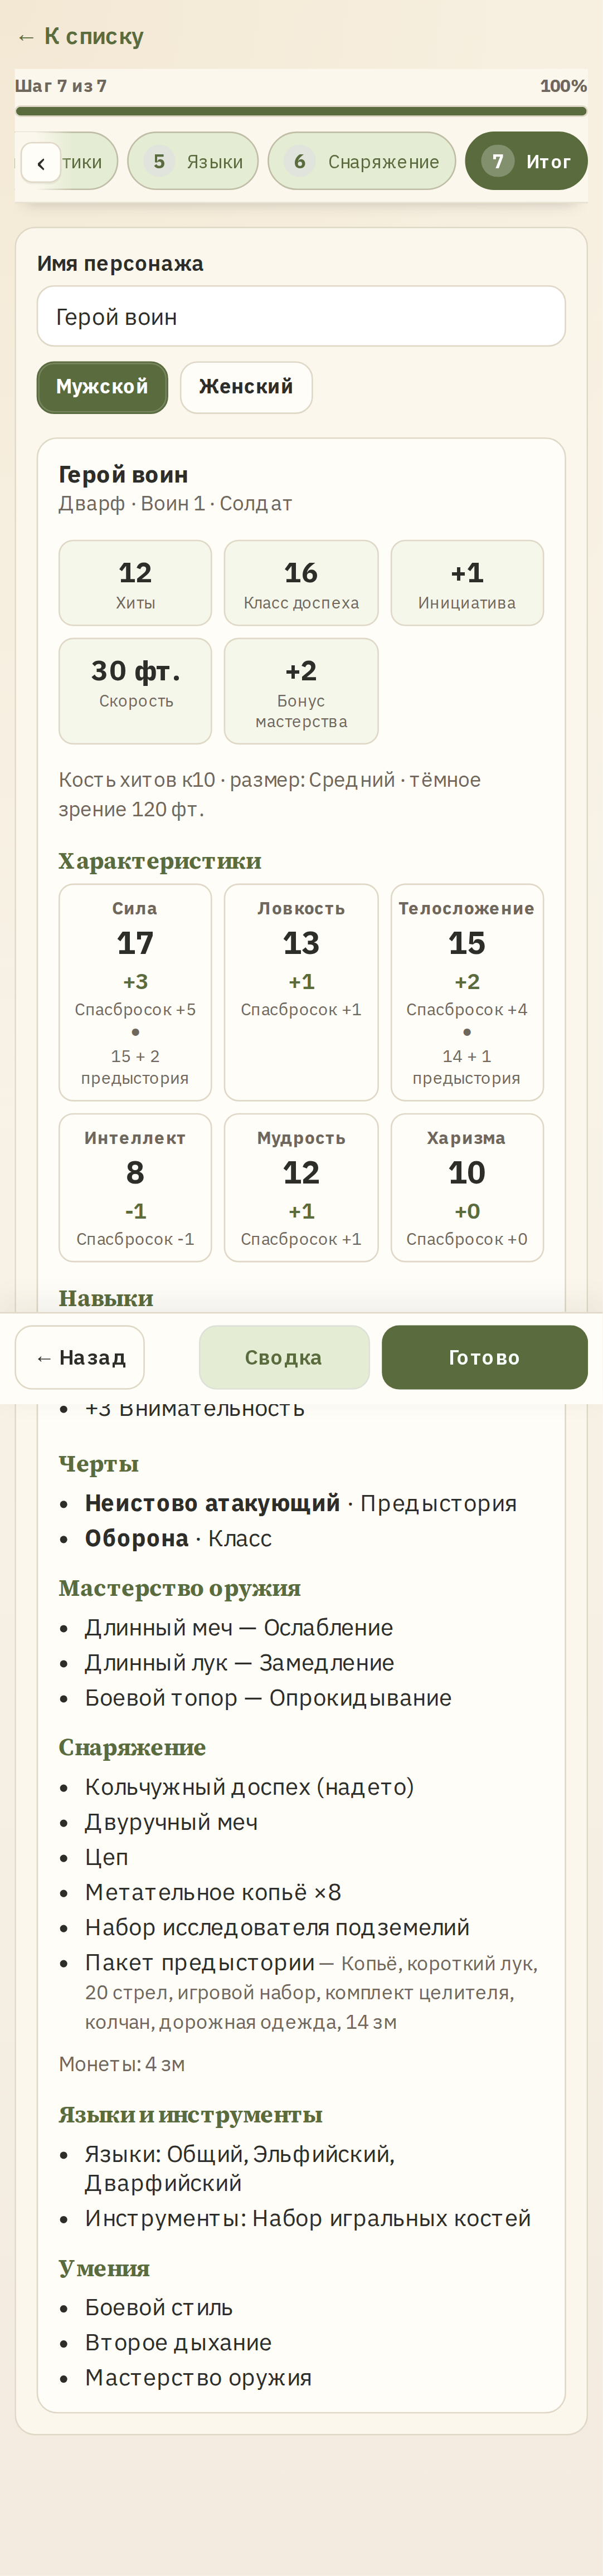 ← К списку
Шаг 7 из 7
100%
‹
тики
5 Языки
6 Снаряжение
7 Итог
Имя персонажа
Герой воин
Мужской
Женский
Герой воин
Дварф · Воин 1 · Солдат
12
Хиты
16
Класс доспеха
+1
Инициатива
30 фт.
Скорость
+2
Бонус
мастерства
Кость хитов к10 · размер: Средний · тёмное
зрение 120 фт.
Характеристики
Сила
17
+3
Спасбросок +5
●
15 + 2
предыстория
Ловкость
13
+1
Спасбросок +1
Телосложение
15
+2
Спасбросок +4
●
14 + 1
предыстория
Интеллект
8
-1
Спасбросок -1
Мудрость
12
+1
Спасбросок +1
Харизма
10
+0
Спасбросок +0
Навыки
← Назад
Сводка
Готово
• +3 Внимательность
Черты
• Неистово атакующий · Предыстория
• Оборона · Класс
Мастерство оружия
• Длинный меч — Ослабление
• Длинный лук — Замедление
• Боевой топор — Опрокидывание
Снаряжение
• Кольчужный доспех (надето)
• Двуручный меч
• Цеп
• Метательное копьё ×8
• Набор исследователя подземелий
• Пакет предыстории — Копьё, короткий лук,
20 стрел, игровой набор, комплект целителя,
колчан, дорожная одежда, 14 зм
Монеты: 4 зм
Языки и инструменты
• Языки: Общий, Эльфийский,
Дварфийский
• Инструменты: Набор игральных костей
Умения
• Боевой стиль
• Второе дыхание
• Мастерство оружия